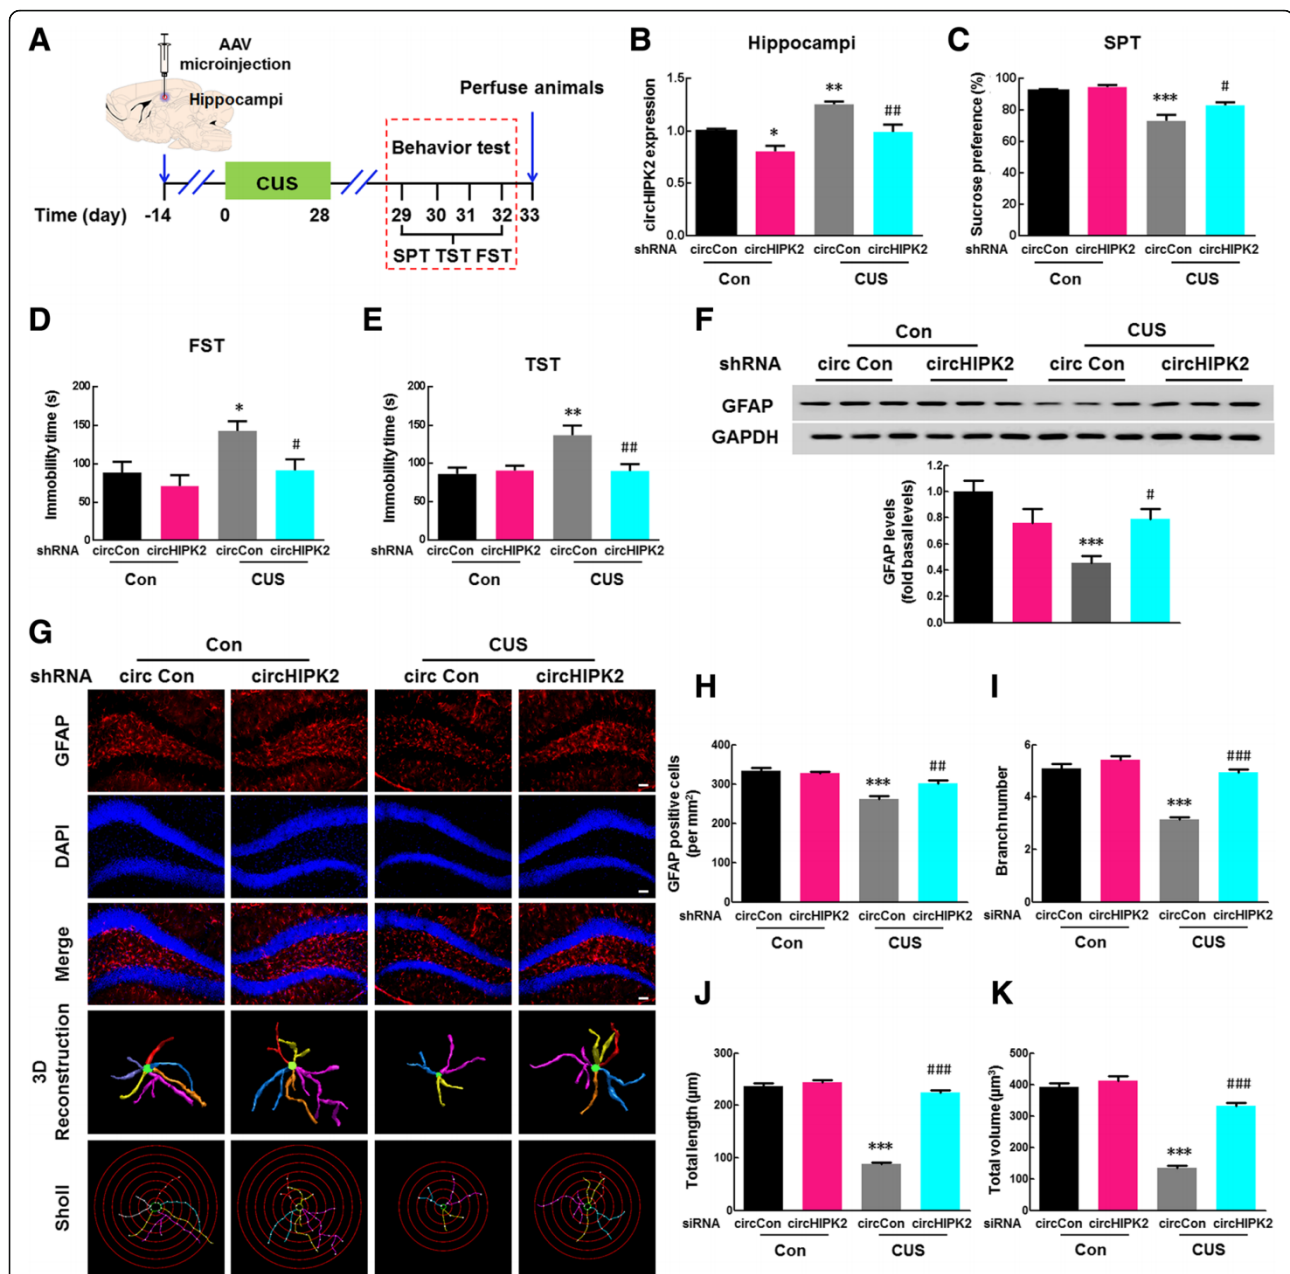 A
AAV
microinjection
Hippocampi
Perfuse animals
Behavior test
CUS
Time (day) -14 0 28 29 30 31 32 33
SPT TST FST
B
Hippocampi
circHIPK2 expression
1.5
1.0
0.5
0.0
* ** ##
shRNA circCon circHIPK2 circCon circHIPK2
Con CUS
C
SPT
Sucrose preference (%)
100
80
60
40
20
0
*** #
circCon circHIPK2 circCon circHIPK2
Con CUS
D
FST
Immobility time (s)
200
150
100
50
0
* #
shRNA circCon circHIPK2 circCon circHIPK2
Con CUS
E
TST
Immobility time (s)
200
150
100
50
0
** ##
shRNA circCon circHIPK2 circCon circHIPK2
Con CUS
F
Con CUS
shRNA circ Con circHIPK2 circ Con circHIPK2
GFAP
GAPDH
GFAP levels
(fold basal levels)
1.2
1.0
0.8
0.6
0.4
0.2
0.0
*** #
G
Con CUS
shRNA circ Con circHIPK2 circ Con circHIPK2
GFAP
DAPI
Merge
3D
Reconstruction
Sholl
H
GFAP positive cells
(per mm²)
400
300
200
100
0
*** ##
shRNA circCon circHIPK2 circCon circHIPK2
Con CUS
I
Branch number
6
4
2
0
*** ###
siRNA circCon circHIPK2 circCon circHIPK2
Con CUS
J
Total length (μm)
300
200
100
0
*** ###
siRNA circCon circHIPK2 circCon circHIPK2
Con CUS
K
Total volume (μm³)
500
400
300
200
100
0
*** ###
siRNA circCon circHIPK2 circCon circHIPK2
Con CUS